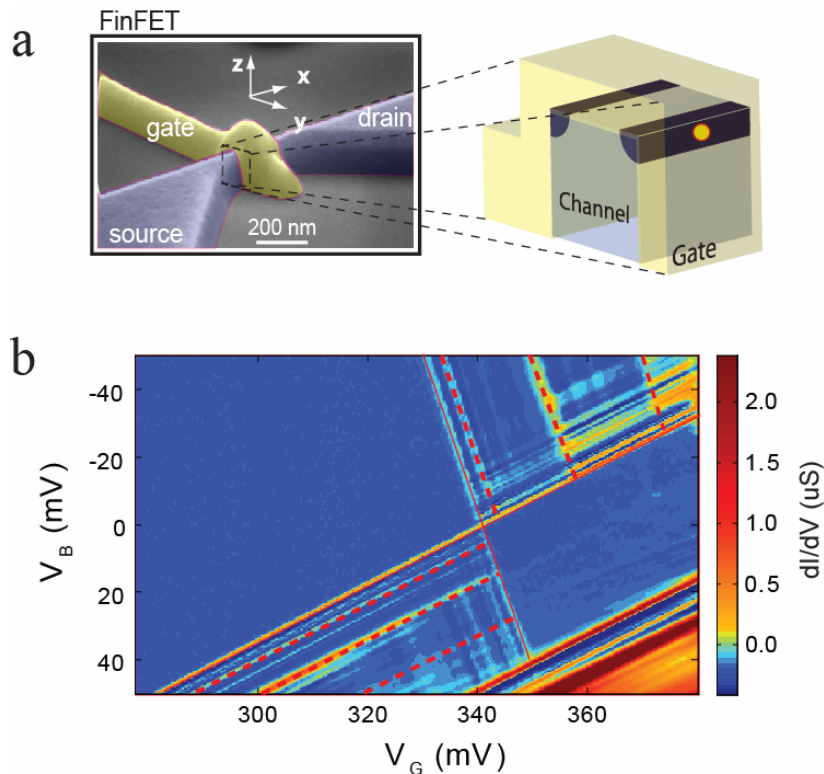 FinFET
a
z
x
y
gate
drain
source
200 nm
Channel
Gate
b
-40
-20
0
20
40
V_B (mV)
300
320
340
360
V_G (mV)
2.0
1.5
1.0
0.5
0.0
dI/dV (uS)